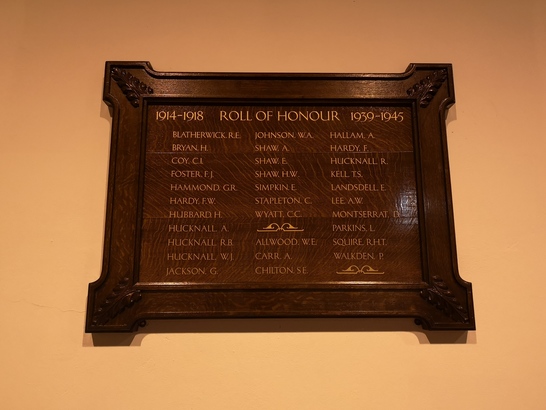 1914-1918 ROLL OF HONOUR 1939-1945
BLATHERWICK, R.E.
BRYAN, H.
COY, C.I.
FOSTER, F.J.
HAMMOND, G.R.
HARDY, F.W.
HUBBARD, H.
HUCKNALL, A.
HUCKNALL, R.B.
HUCKNALL, W.J.
JACKSON, G.
JOHNSON, W.A.
SHAW, A.
SHAW, E.
SHAW, H.W.
SIMPKIN, E.
STAPLETON, C.
WYATT, C.C.
ALLWOOD, W.E.
CARR, A.
CHILTON, S.E.
HALLAM, A.
HARDY, F.
HUCKNALL, R.
KELL, T.S.
LANDSDELL, E.
LEE, A.W.
MONTSERRAT, D.
PARKINS, L.
SQUIRE, R.H.T.
WALKDEN, P.